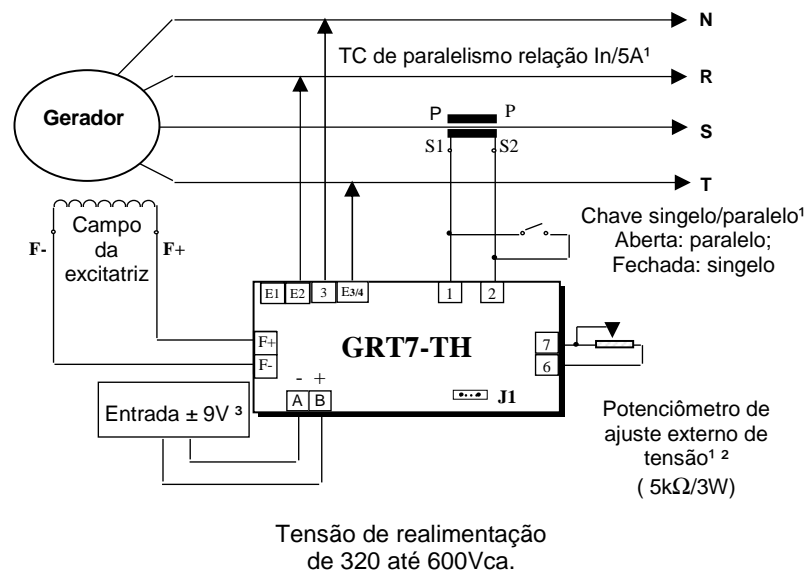 N
TC de paralelismo relação In/5A¹
R
Gerador
P
P
S
S1
S2
T
Campo
da
excitatriz
F-
F+
Chave singelo/paralelo¹
Aberta: paralelo;
Fechada: singelo
E1
E2
3
E3/4
1
2
F+
F-
GRT7-TH
7
6
- +
A B
J1
Entrada ± 9V ³
Potenciômetro de
ajuste externo de
tensão¹ ²
( 5kΩ/3W)
Tensão de realimentação
de 320 até 600Vca.